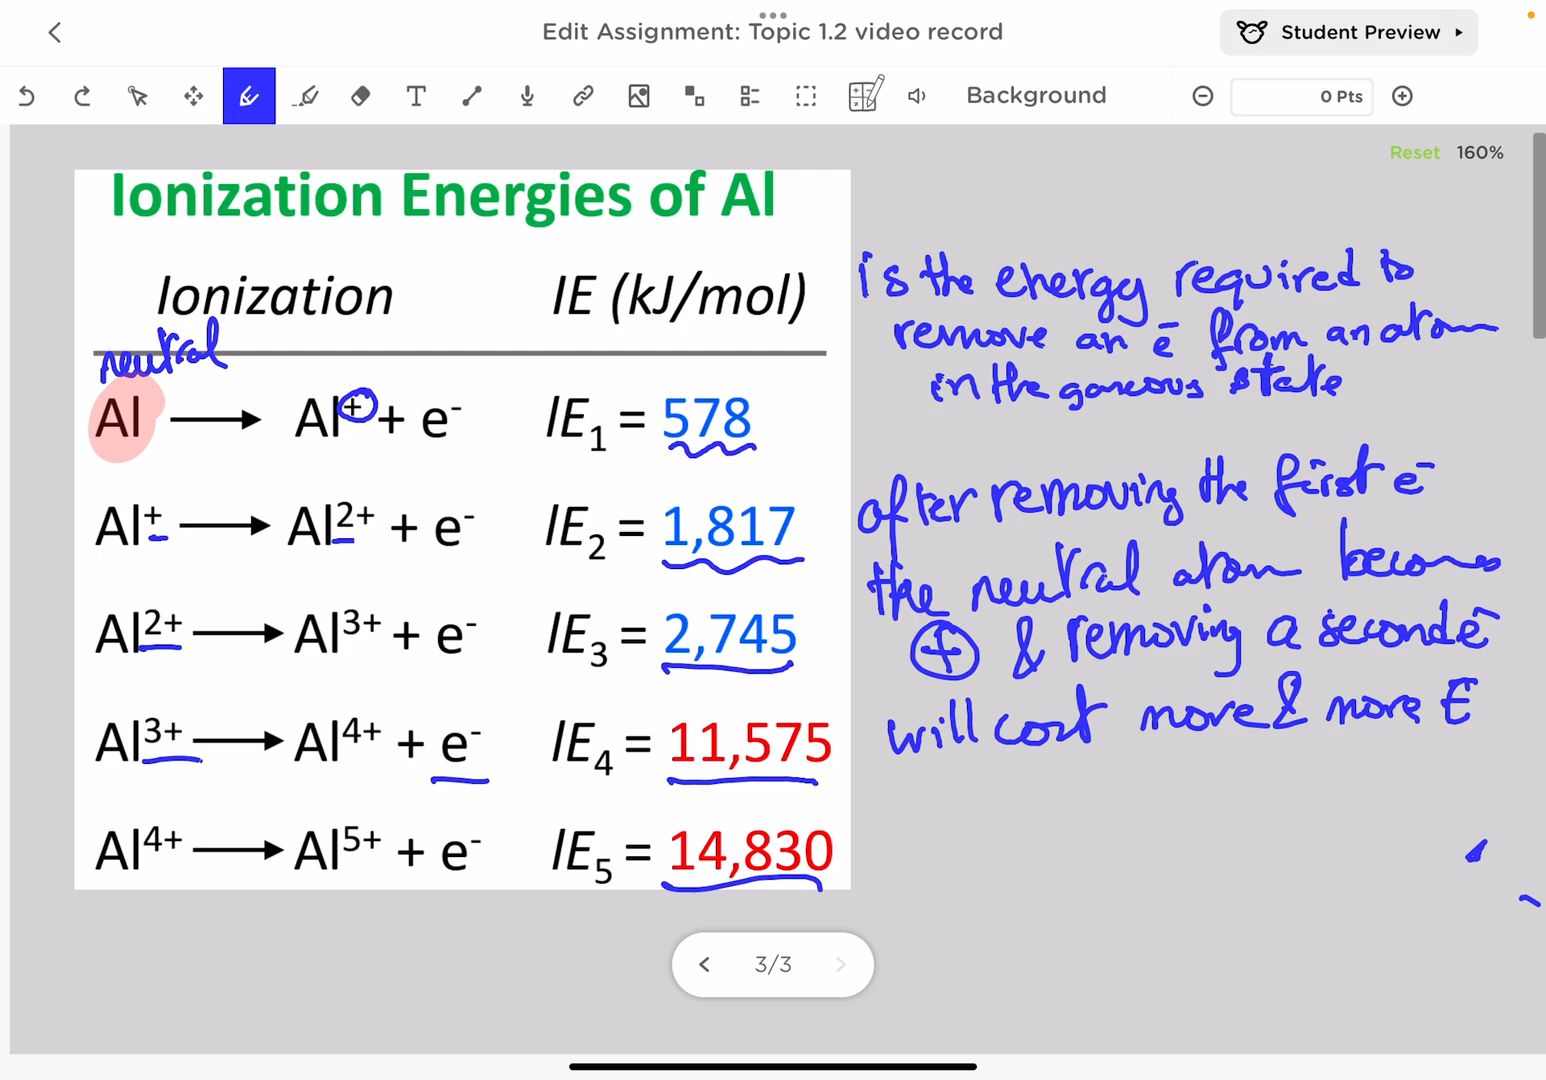 Edit Assignment: Topic 1.2 video record
Student Preview
Background
0 Pts
Reset 160%
Ionization Energies of Al
Ionization IE (kJ/mol)
neutral
Al ⟶ Al⁺ + e⁻ IE₁ = 578
Al⁺ ⟶ Al²⁺ + e⁻ IE₂ = 1,817
Al²⁺ ⟶ Al³⁺ + e⁻ IE₃ = 2,745
Al³⁺ ⟶ Al⁴⁺ + e⁻ IE₄ = 11,575
Al⁴⁺ ⟶ Al⁵⁺ + e⁻ IE₅ = 14,830
is the energy required to
remove an e⁻ from an atom
in the gaseous state
after removing the first e⁻
the neutral atom becomes
⊕ & removing a second e⁻
will cost more & more E
3/3